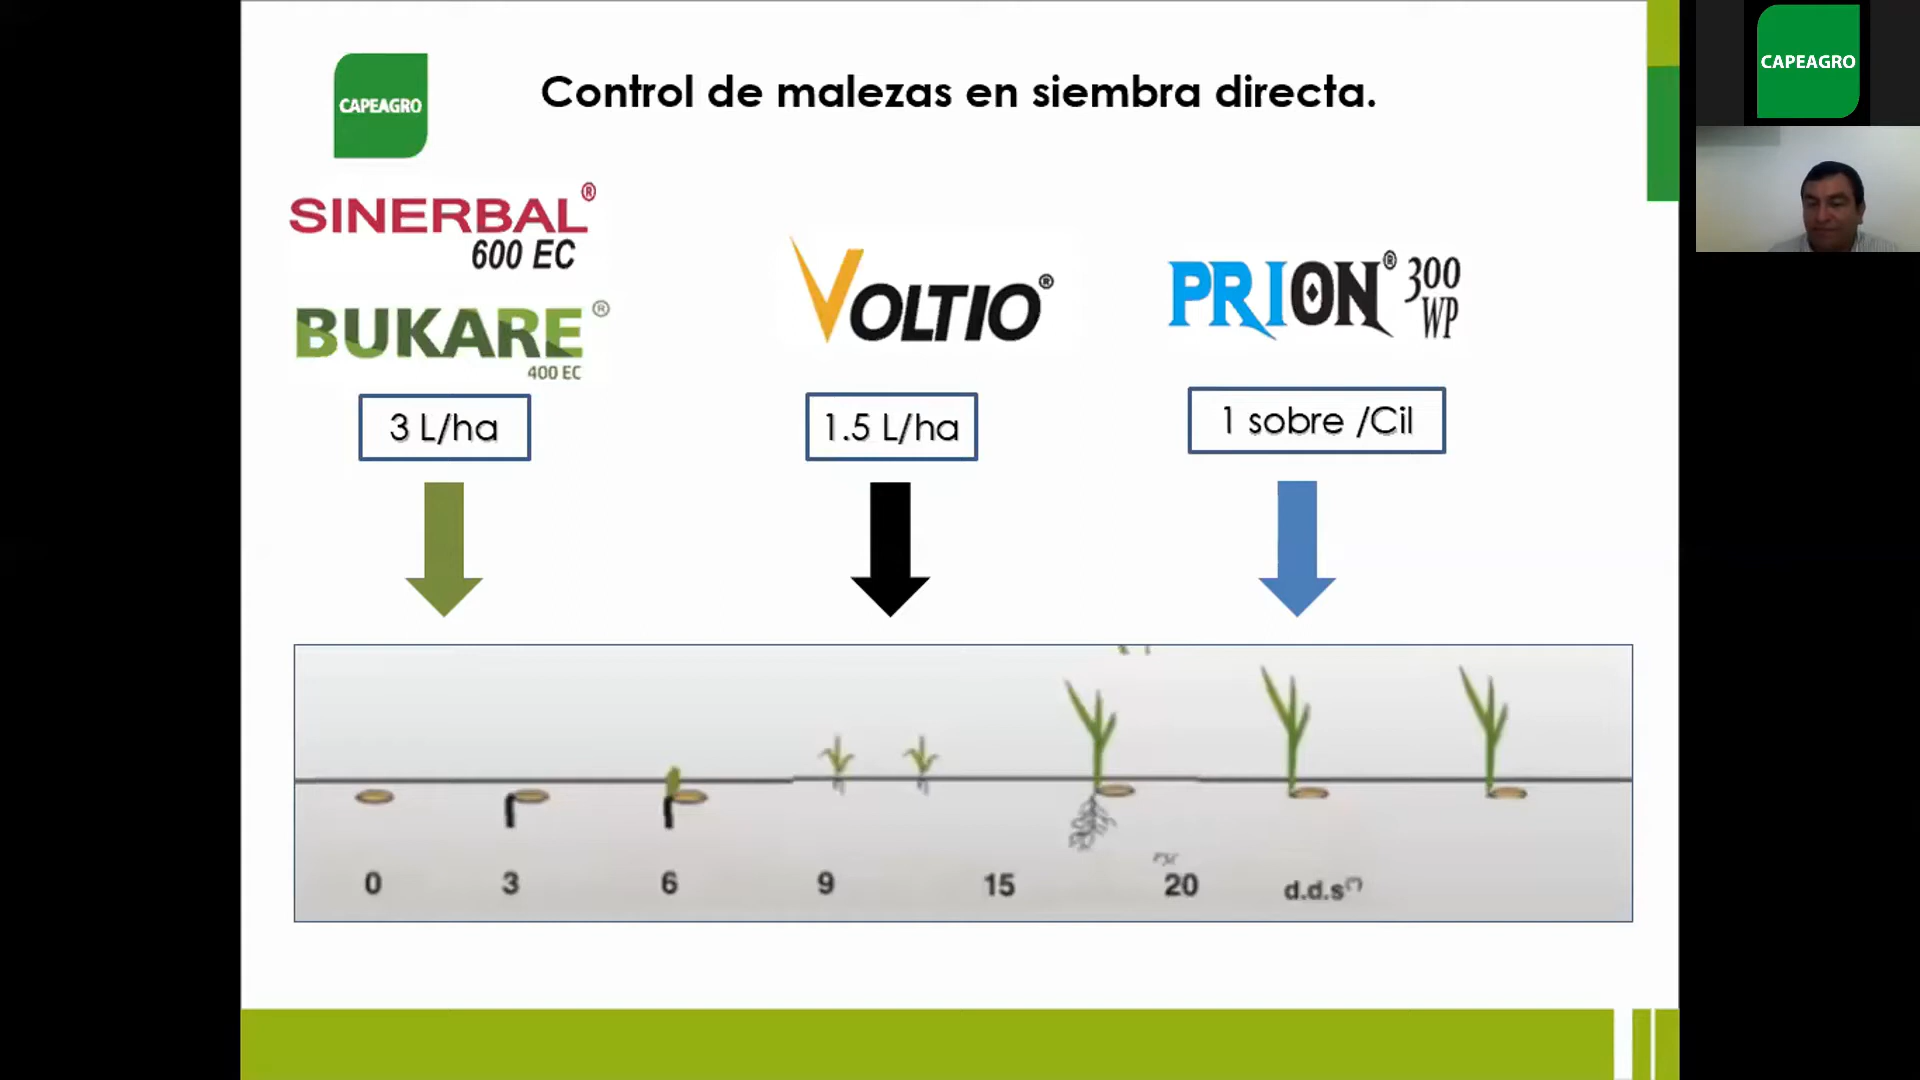 CAPEAGRO
Control de malezas en siembra directa.
CAPEAGRO
SINERBAL®
600 EC
BUKARE®
400 EC
VOLTIO®
PRION® 300 WP
3 L/ha
1.5 L/ha
1 sobre /Cil
0 3 6 9 15 20 d.d.s(*)